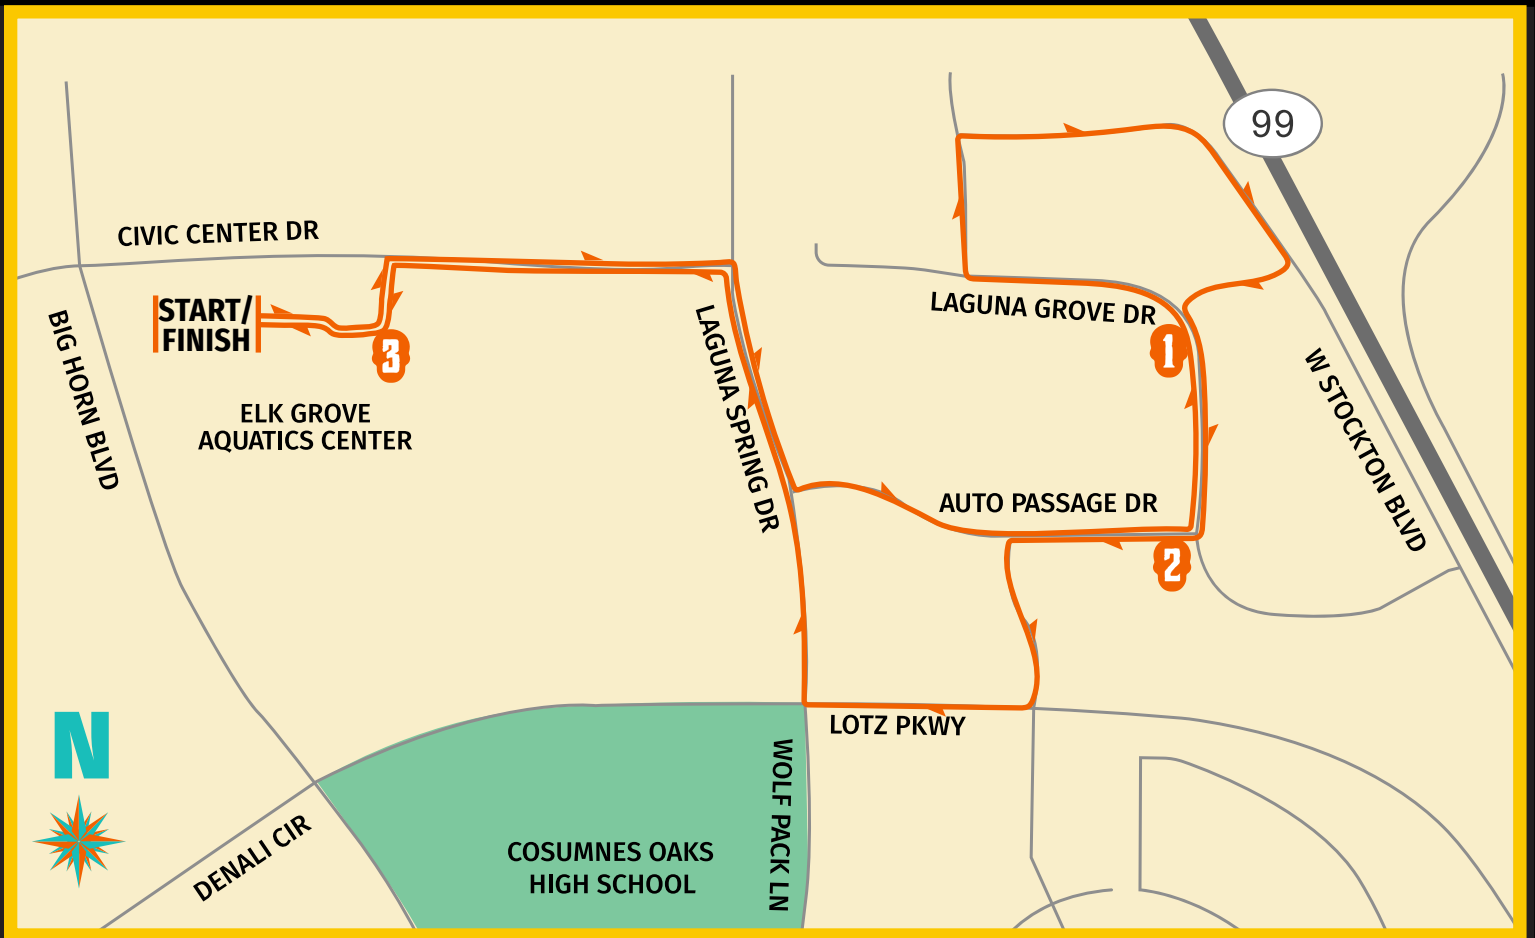 99
CIVIC CENTER DR
START/
FINISH
BIG HORN BLVD
3
ELK GROVE
AQUATICS CENTER
LAGUNA SPRING DR
LAGUNA GROVE DR
1
W STOCKTON BLVD
AUTO PASSAGE DR
2
LOTZ PKWY
N
WOLF PACK LN
DENALI CIR
COSUMNES OAKS
HIGH SCHOOL